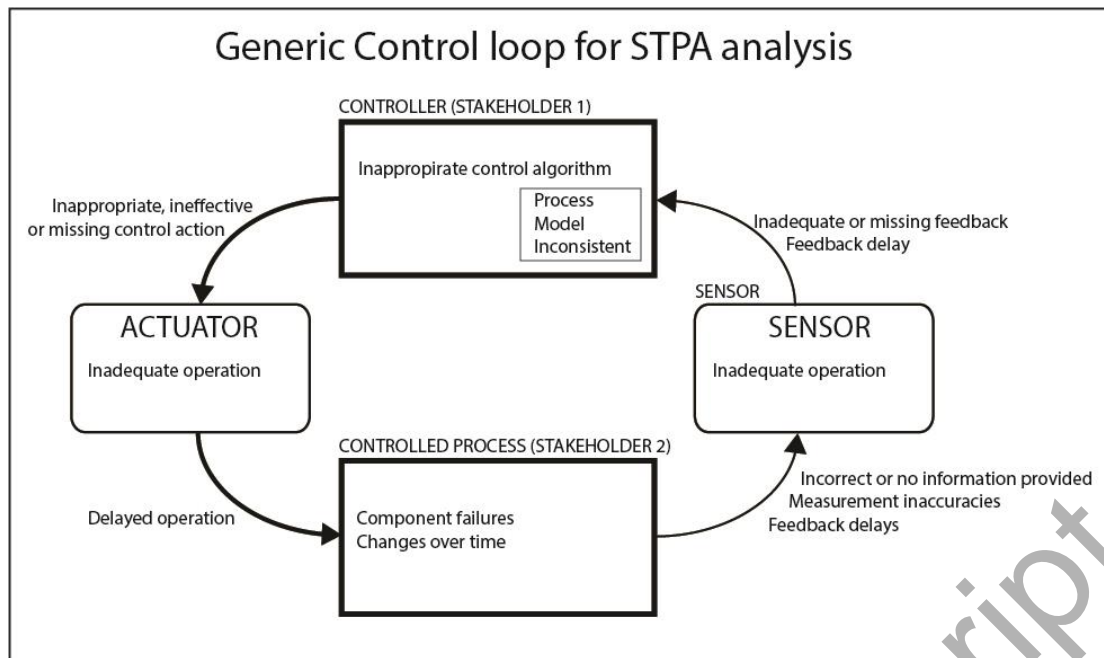 Generic Control loop for STPA analysis
CONTROLLER (STAKEHOLDER 1)
Inappropirate control algorithm
Process
Model
Inconsistent
Inappropriate, ineffective
or missing control action
Inadequate or missing feedback
Feedback delay
SENSOR
ACTUATOR
Inadequate operation
SENSOR
Inadequate operation
CONTROLLED PROCESS (STAKEHOLDER 2)
Delayed operation
Component failures
Changes over time
Incorrect or no information provided
Measurement inaccuracies
Feedback delays
ript